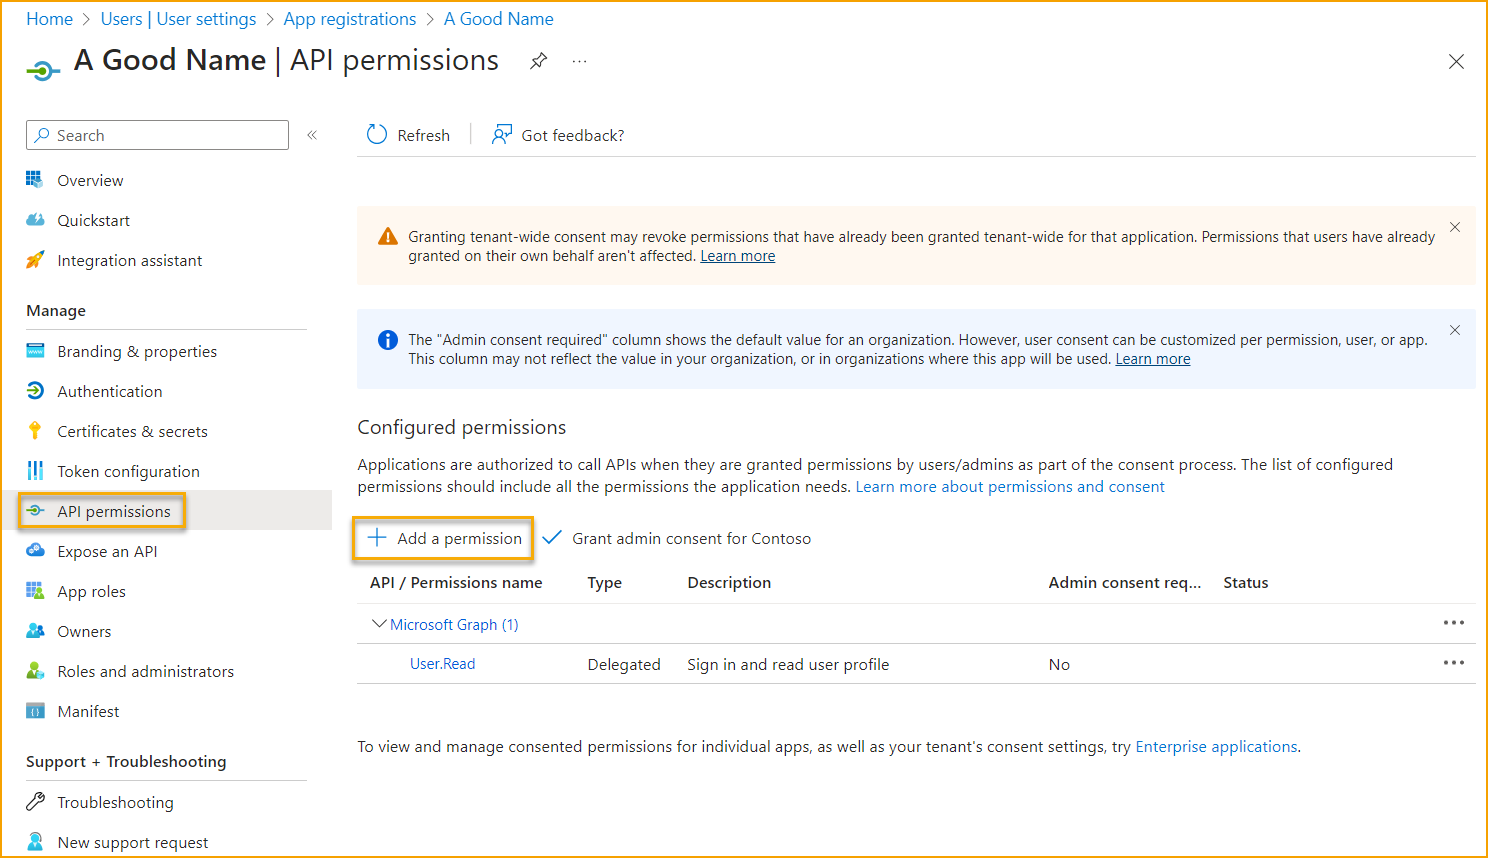 Home > Users | User settings > App registrations > A Good Name
A Good Name | API permissions
Search
Refresh
Got feedback?
Overview
Quickstart
Integration assistant
Manage
Branding & properties
Authentication
Certificates & secrets
Token configuration
API permissions
Expose an API
App roles
Owners
Roles and administrators
Manifest
Support + Troubleshooting
Troubleshooting
New support request
Granting tenant-wide consent may revoke permissions that have already been granted tenant-wide for that application. Permissions that users have already
granted on their own behalf aren't affected. Learn more
The "Admin consent required" column shows the default value for an organization. However, user consent can be customized per permission, user, or app.
This column may not reflect the value in your organization, or in organizations where this app will be used. Learn more
Configured permissions
Applications are authorized to call APIs when they are granted permissions by users/admins as part of the consent process. The list of configured
permissions should include all the permissions the application needs. Learn more about permissions and consent
Add a permission
Grant admin consent for Contoso
API / Permissions name Type Description Admin consent req... Status
Microsoft Graph (1)
User.Read Delegated Sign in and read user profile No
To view and manage consented permissions for individual apps, as well as your tenant's consent settings, try Enterprise applications.